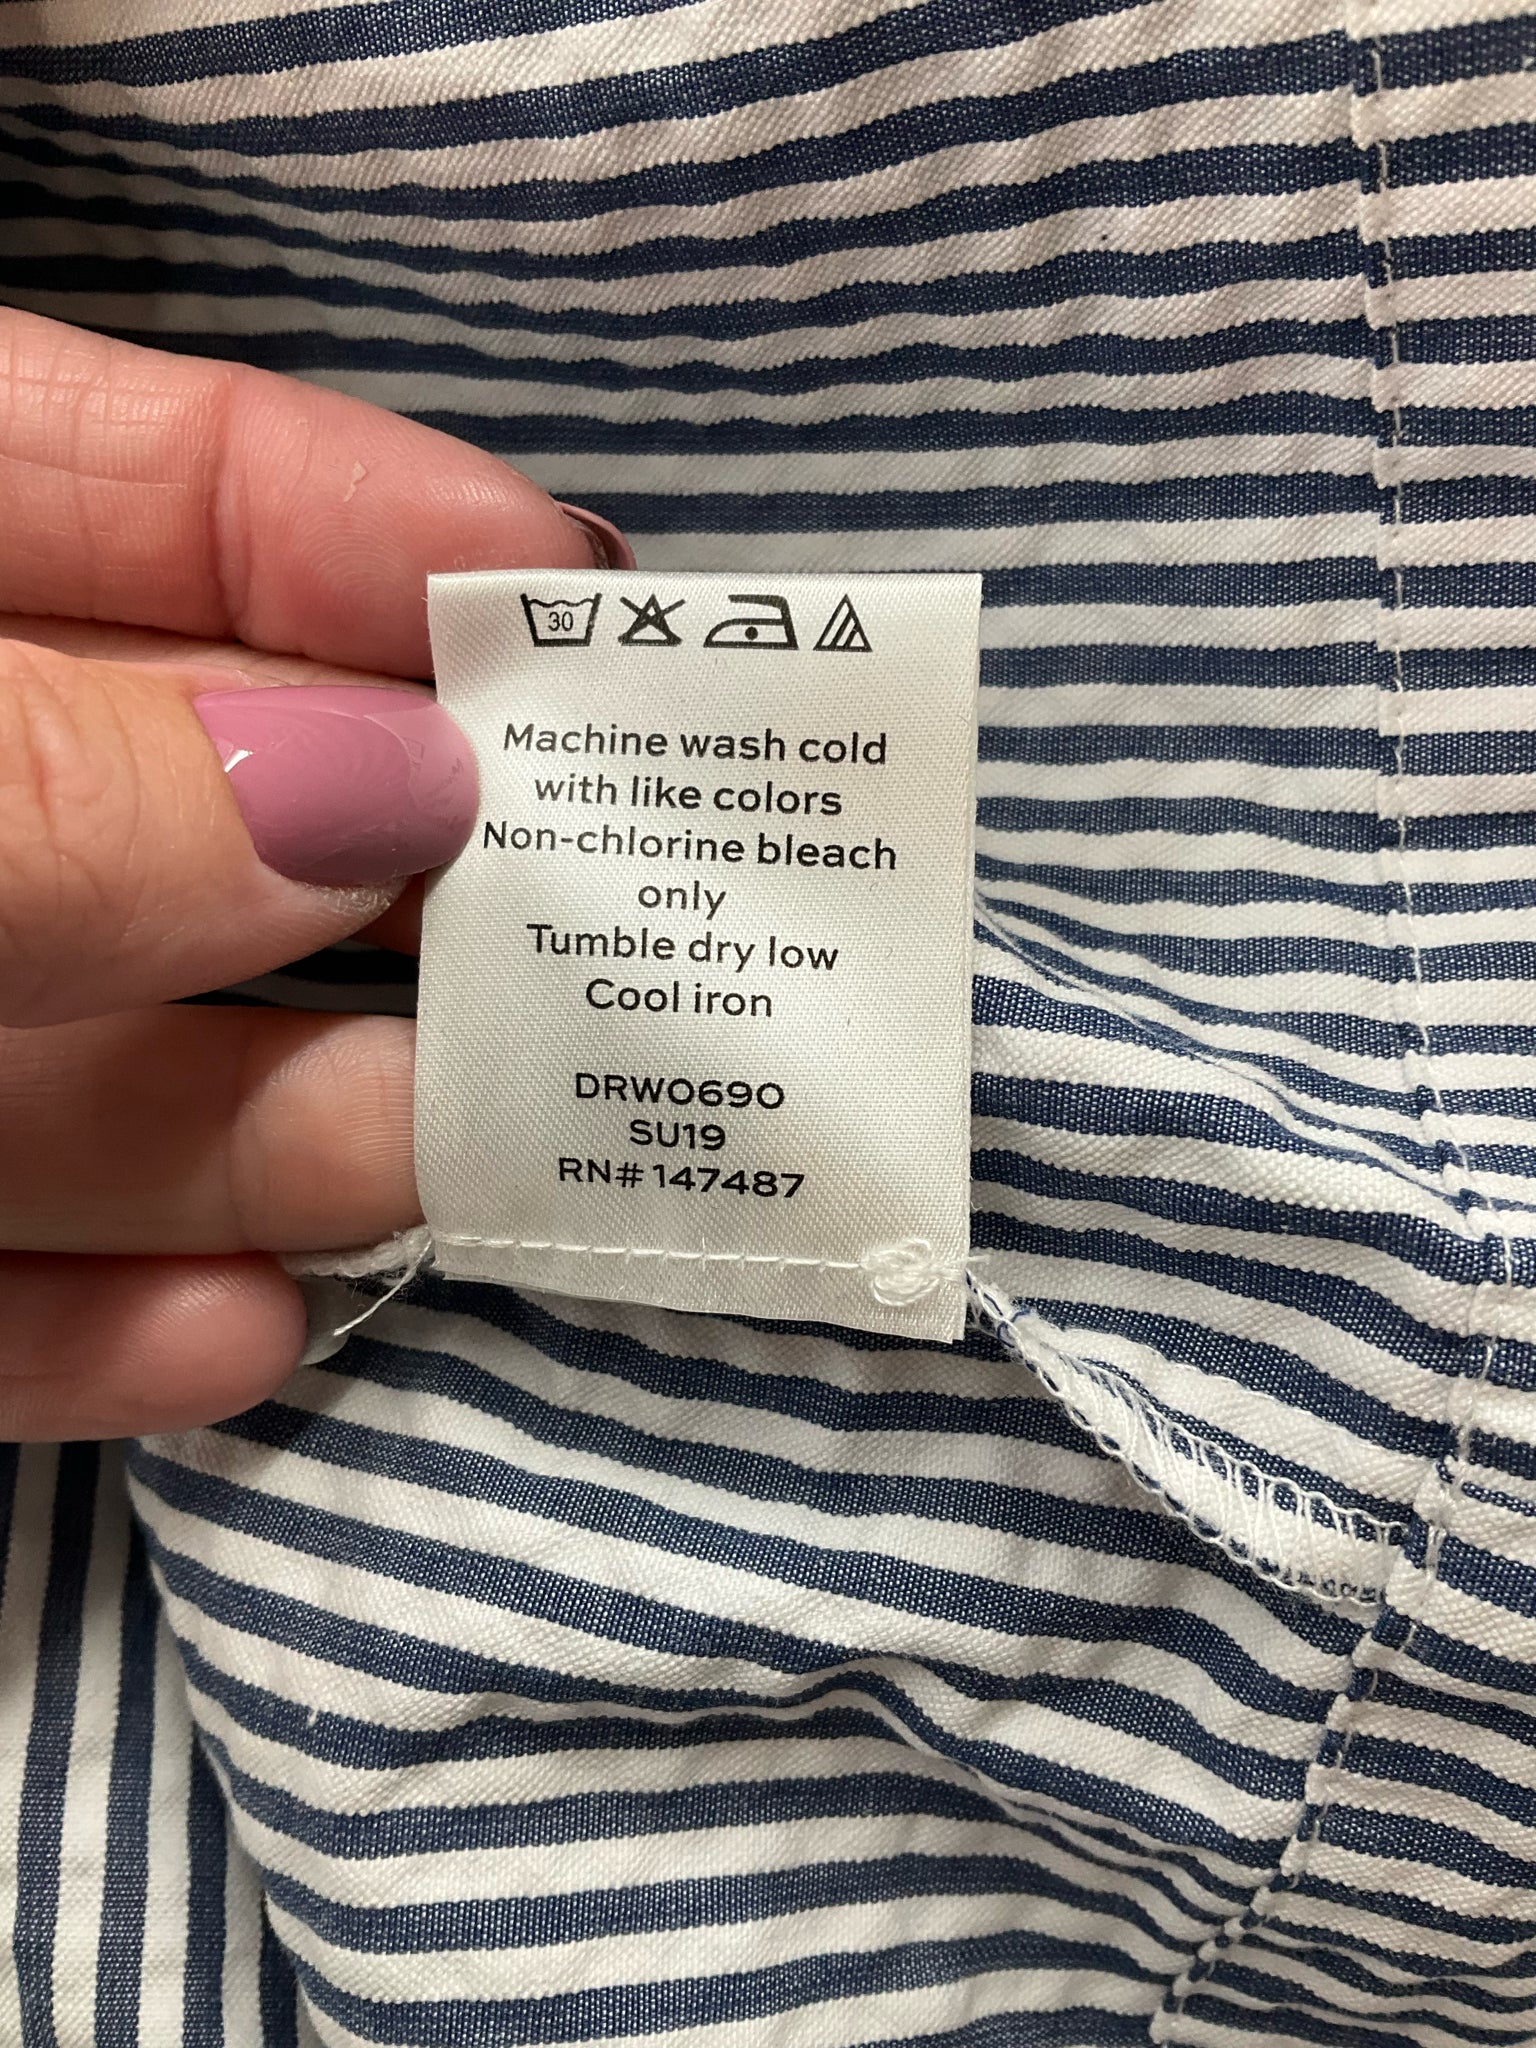 30
Machine wash cold
with like colors
Non-chlorine bleach
only
Tumble dry low
Cool iron
DRW0690
SU19
RN# 147487